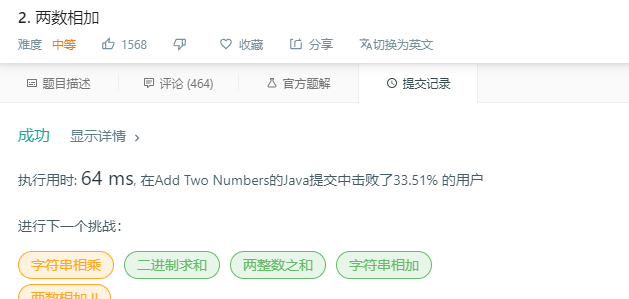 2. 两数相加
难度 中等 1568 收藏 分享 切换为英文
题目描述 评论 (464) 官方题解 提交记录
成功 显示详情 >
执行用时: 64 ms, 在Add Two Numbers的Java提交中击败了33.51% 的用户
进行下一个挑战：
字符串相乘 二进制求和 两整数之和 字符串相加
两数相加 II